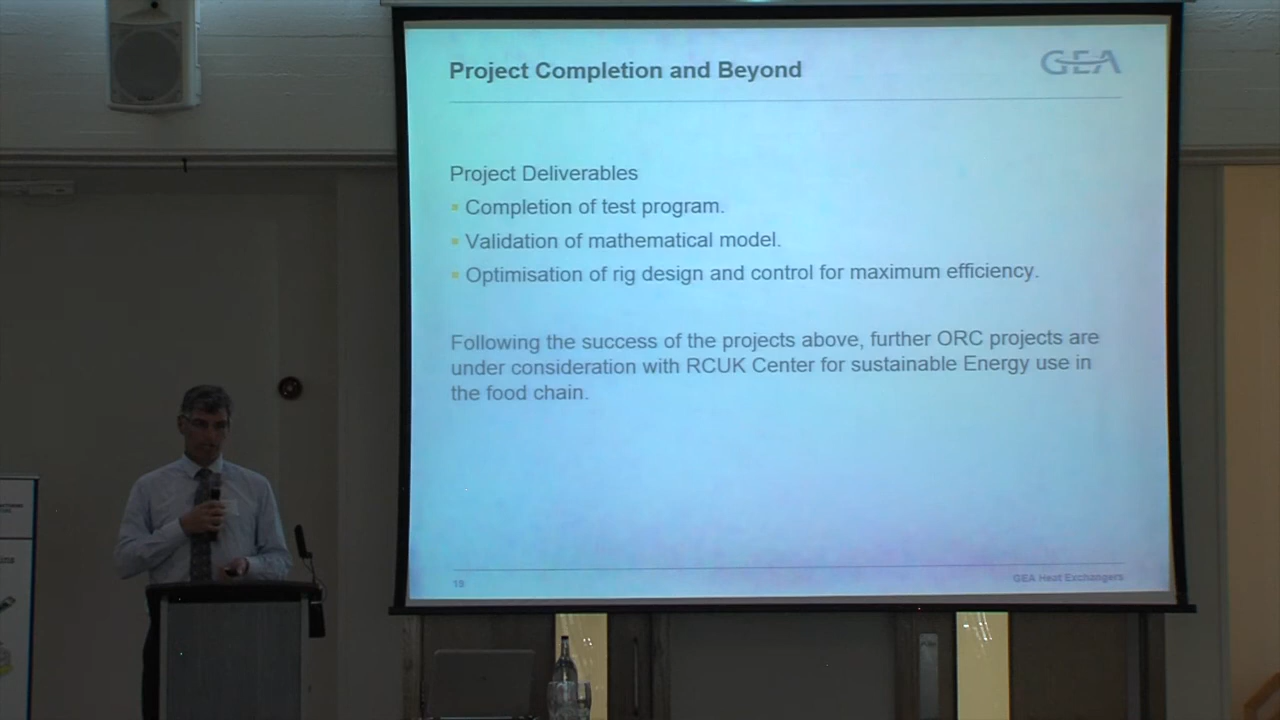 Project Completion and Beyond
GEA
Project Deliverables
Completion of test program.
Validation of mathematical model.
Optimisation of rig design and control for maximum efficiency.
Following the success of the projects above, further ORC projects are
under consideration with RCUK Center for sustainable Energy use in
the food chain.
19
GEA Heat Exchangers